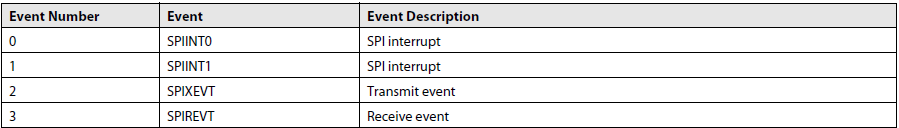 Event Number Event Event Description
0 SPIINT0 SPI interrupt
1 SPIINT1 SPI interrupt
2 SPIXEVT Transmit event
3 SPIREVT Receive event